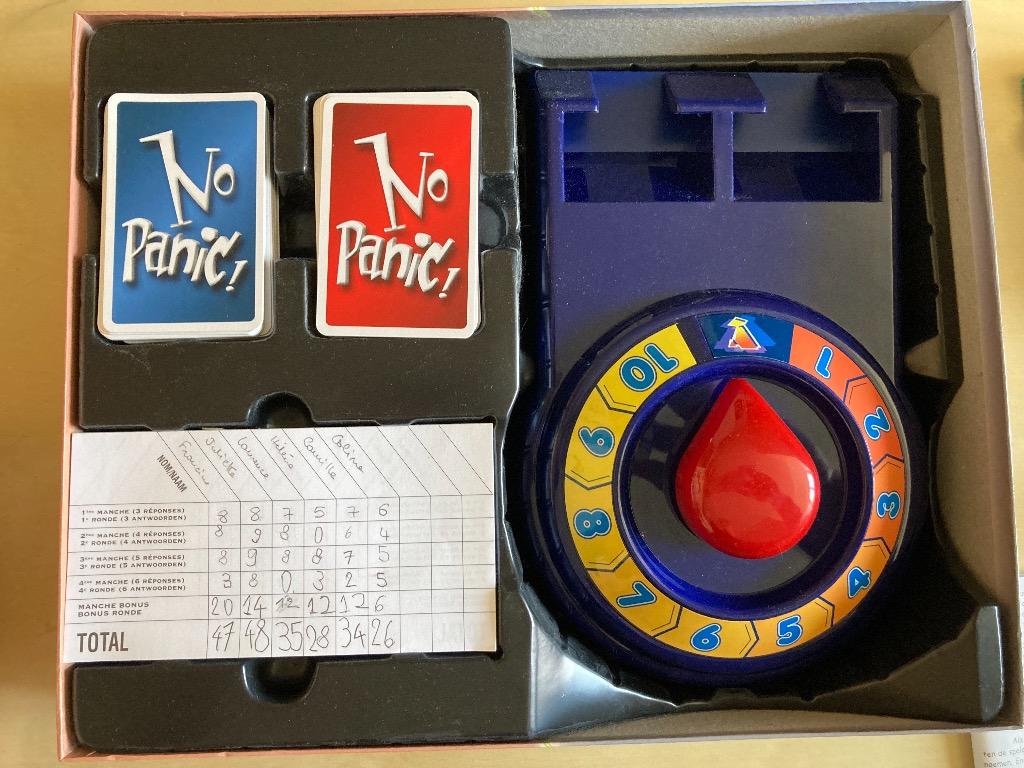 No
Panic!
No
Panic!
10 1
9 2
8 3
7 4
6 5
NOM/NAAM Francine Juliette Laurence Hélène Camille Coline
1ère MANCHE (3 RÉPONSES)
1e RONDE (3 ANTWOORDEN) 8 8 7 5 7 6
2ème MANCHE (4 RÉPONSES)
2e RONDE (4 ANTWOORDEN) 8 9 8 0 6 4
3ème MANCHE (5 RÉPONSES)
3e RONDE (5 ANTWOORDEN) 8 9 8 8 7 5
4ème MANCHE (6 RÉPONSES)
4e RONDE (6 ANTWOORDEN) 3 8 0 3 2 5
MANCHE BONUS
BONUS RONDE 20 14 12 12 12 6
TOTAL 47 48 35 28 34 26